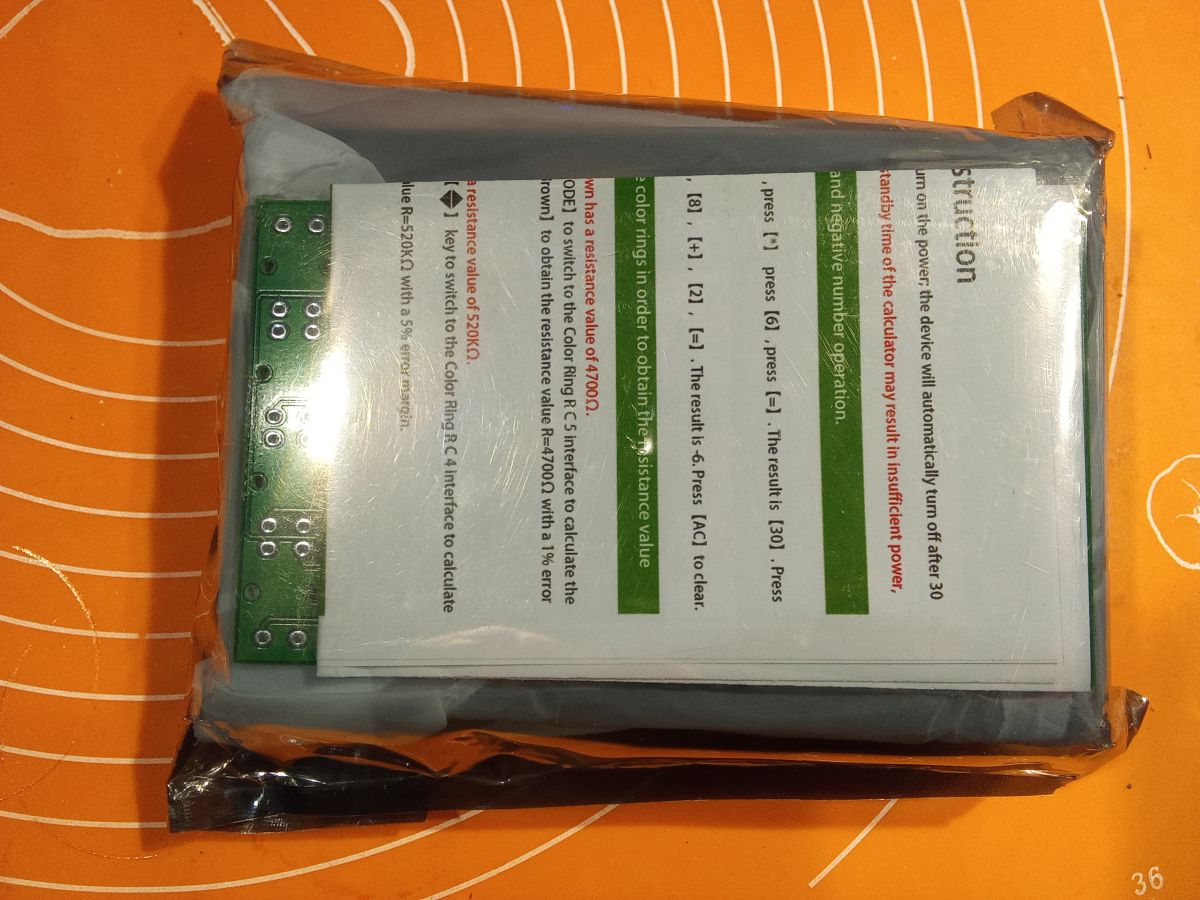 struction
urn on the power, the device will automatically turn off after 30
tandby time of the calculator may result in insufficient power,
and negative number operation.
, press 【*】 press 【6】 , press 【=】 . The result is 【30】 . Press
, 【8】 , 【+】 , 【2】 , 【=】 . The result is -6. Press 【AC】 to clear.
e color rings in order to obtain the resistance value
wn has a resistance value of 4700Ω.
ODE】 to switch to the Color Ring R C 5 interface to calculate the
rown】 to obtain the resistance value R=4700Ω with a 1% error
a resistance value of 520KΩ.
【◆】 key to switch to the Color Ring R C 4 interface to calculate
lue R=520KΩ with a 5% error margin.
36